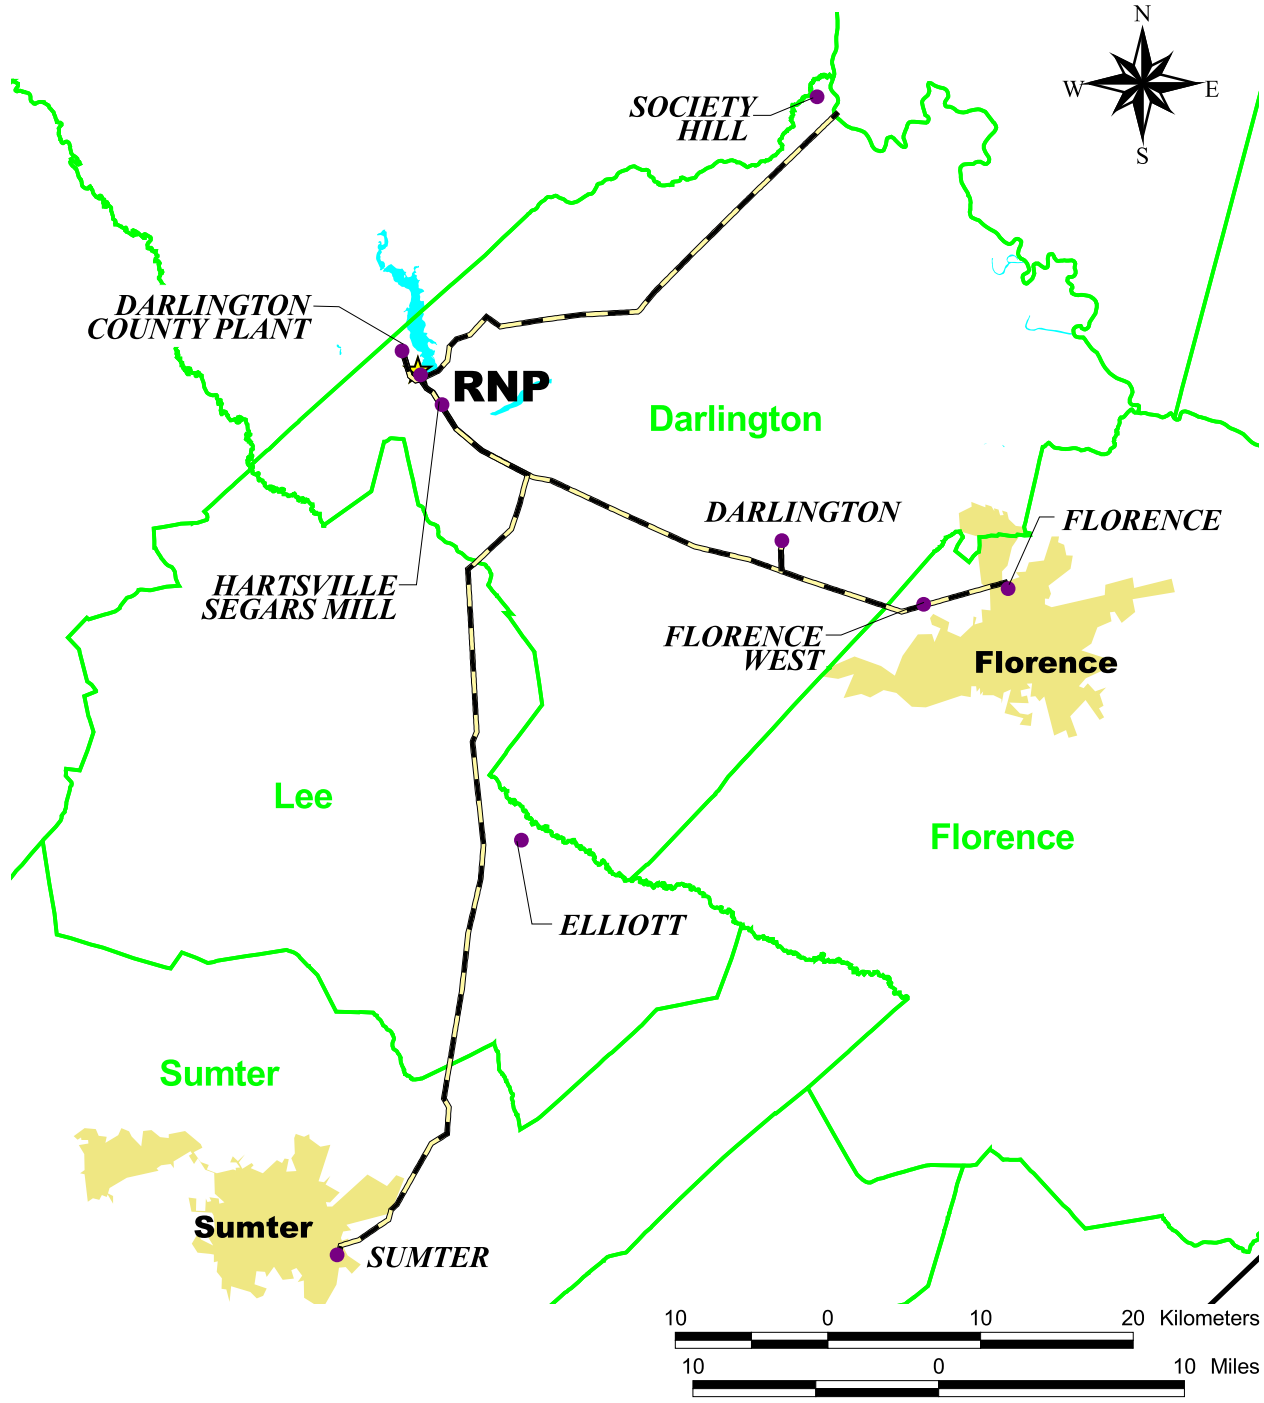 N
W E
S
SOCIETY
HILL
DARLINGTON
COUNTY PLANT
RNP
Darlington
DARLINGTON
FLORENCE
HARTSVILLE
SEGARS MILL
FLORENCE
WEST
Florence
Lee
Florence
ELLIOTT
Sumter
Sumter
SUMTER
10 0 10 20 Kilometers
10 0 10 Miles